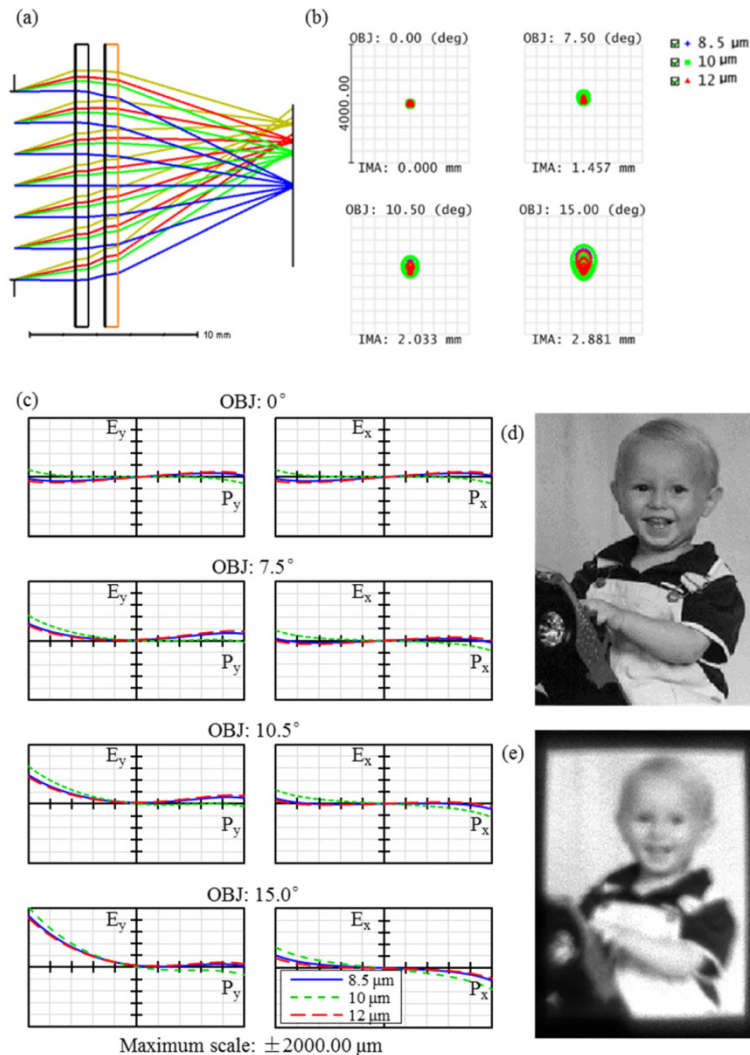 (a)
10 mm
(b)
OBJ: 0.00 (deg)
OBJ: 7.50 (deg)
4000.00
IMA: 0.000 mm
IMA: 1.457 mm
8.5 µm
10 µm
12 µm
OBJ: 10.50 (deg)
OBJ: 15.00 (deg)
IMA: 2.033 mm
IMA: 2.881 mm
(c)
OBJ: 0°
Ey
Ex
Py
Px
OBJ: 7.5°
Ey
Ex
Py
Px
OBJ: 10.5°
Ey
Ex
Py
Px
OBJ: 15.0°
Ey
Ex
Py
Px
8.5 µm
10 µm
12 µm
Maximum scale: ±2000.00 µm
(d)
(e)